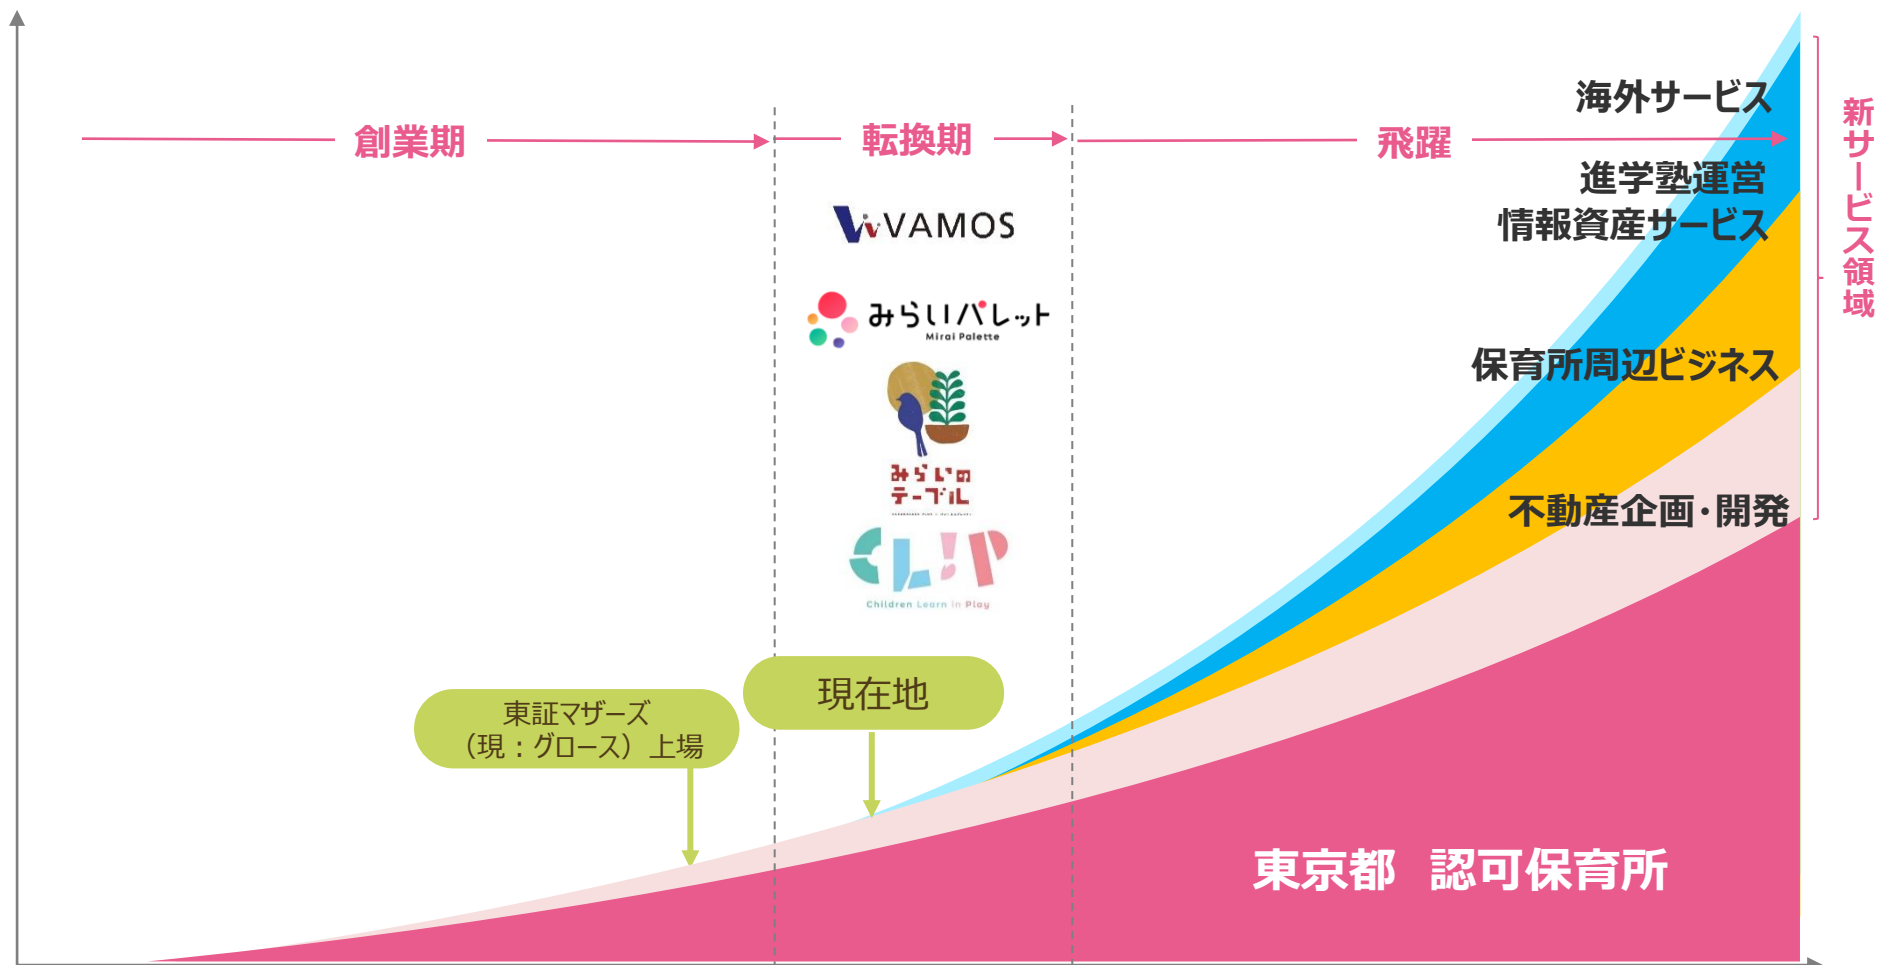 創業期
転換期
飛躍
海外サービス
進学塾運営
情報資産サービス
保育所周辺ビジネス
不動産企画・開発
新サービス領域
VAMOS
みらいパレット
Mirai Palette
みらいの
テーブル
CL!P
Children Learn in Play
現在地
東証マザーズ
（現：グロース）上場
東京都 認可保育所